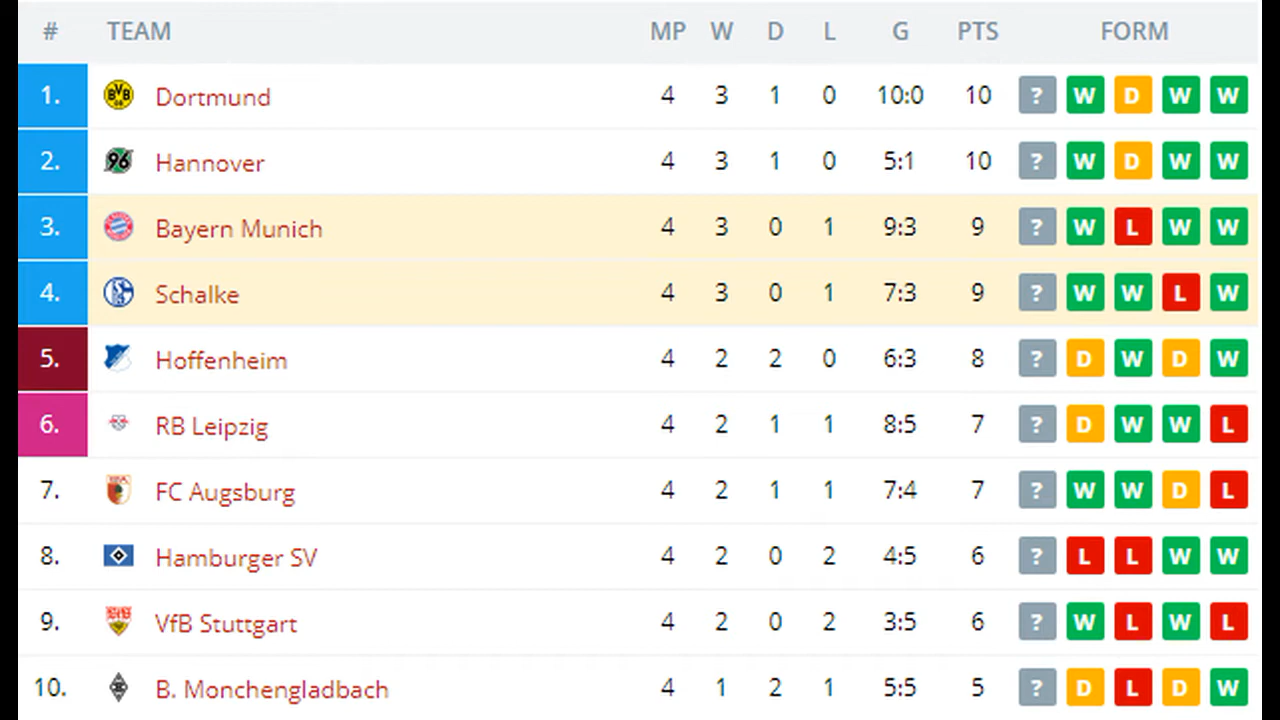 # TEAM MP W D L G PTS FORM
1. Dortmund 4 3 1 0 10:0 10 ? W D W W
2. Hannover 4 3 1 0 5:1 10 ? W D W W
3. Bayern Munich 4 3 0 1 9:3 9 ? W L W W
4. Schalke 4 3 0 1 7:3 9 ? W W L W
5. Hoffenheim 4 2 2 0 6:3 8 ? D W D W
6. RB Leipzig 4 2 1 1 8:5 7 ? D W W L
7. FC Augsburg 4 2 1 1 7:4 7 ? W W D L
8. Hamburger SV 4 2 0 2 4:5 6 ? L L W W
9. VfB Stuttgart 4 2 0 2 3:5 6 ? W L W L
10. B. Monchengladbach 4 1 2 1 5:5 5 ? D L D W